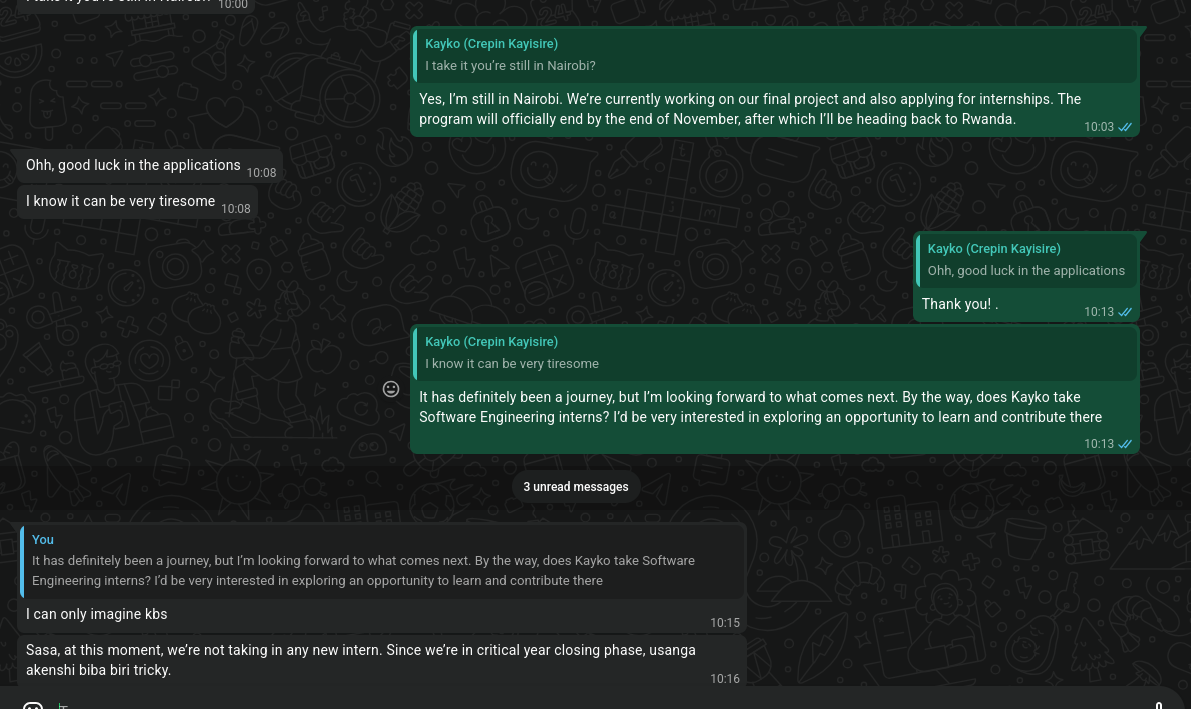 10:00
Kayko (Crepin Kayisire)
I take it you’re still in Nairobi?
Yes, I’m still in Nairobi. We’re currently working on our final project and also applying for internships. The
program will officially end by the end of November, after which I’ll be heading back to Rwanda.
10:03
Ohh, good luck in the applications 10:08
I know it can be very tiresome 10:08
Kayko (Crepin Kayisire)
Ohh, good luck in the applications
Thank you! .
10:13
Kayko (Crepin Kayisire)
I know it can be very tiresome
It has definitely been a journey, but I’m looking forward to what comes next. By the way, does Kayko take
Software Engineering interns? I’d be very interested in exploring an opportunity to learn and contribute there
10:13
3 unread messages
You
It has definitely been a journey, but I’m looking forward to what comes next. By the way, does Kayko take Software
Engineering interns? I’d be very interested in exploring an opportunity to learn and contribute there
I can only imagine kbs
10:15
Sasa, at this moment, we’re not taking in any new intern. Since we’re in critical year closing phase, usanga
akenshi biba biri tricky.
10:16